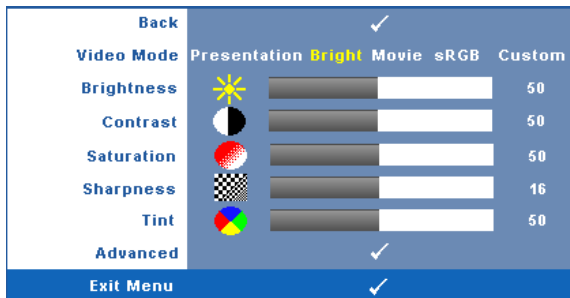 Back
Video Mode Presentation Bright Movie sRGB Custom
Brightness 50
Contrast 50
Saturation 50
Sharpness 16
Tint 50
Advanced
Exit Menu